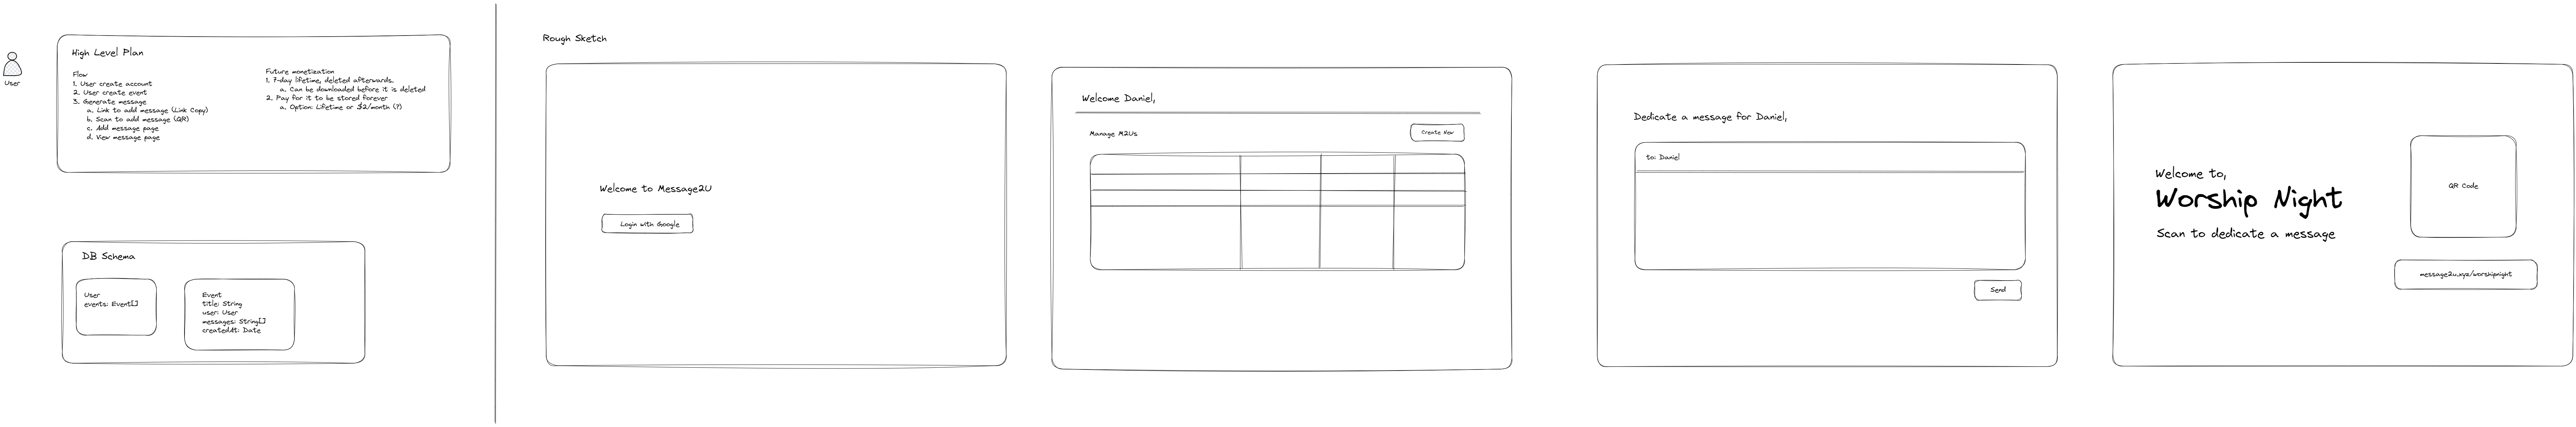 User
High Level Plan
Flow
1. User create account
2. User create event
3. Generate message
a. Link to add message (Link Copy)
b. Scan to add message (QR)
c. Add message page
d. View message page
Future monetization
1. 7-day lifetime, deleted afterwards.
a. Can be downloaded before it is deleted
2. Pay for it to be stored forever
a. Option: Lifetime or $2/month (?)
DB Schema
User
events: Event[]
Event
title: String
user: User
messages: String[]
createdAt: Date
Rough Sketch
Welcome to Message2U
Login with Google
Welcome Daniel,
Manage M2Us
Create New
Dedicate a message for Daniel,
to: Daniel
Send
Welcome to,
Worship Night
Scan to dedicate a message
QR Code
message2u.xyz/worshipnight